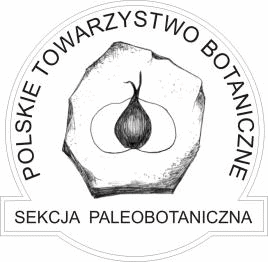 POLSKIE TOWARZYSTWO BOTANICZNE
SEKCJA PALEOBOTANICZNA